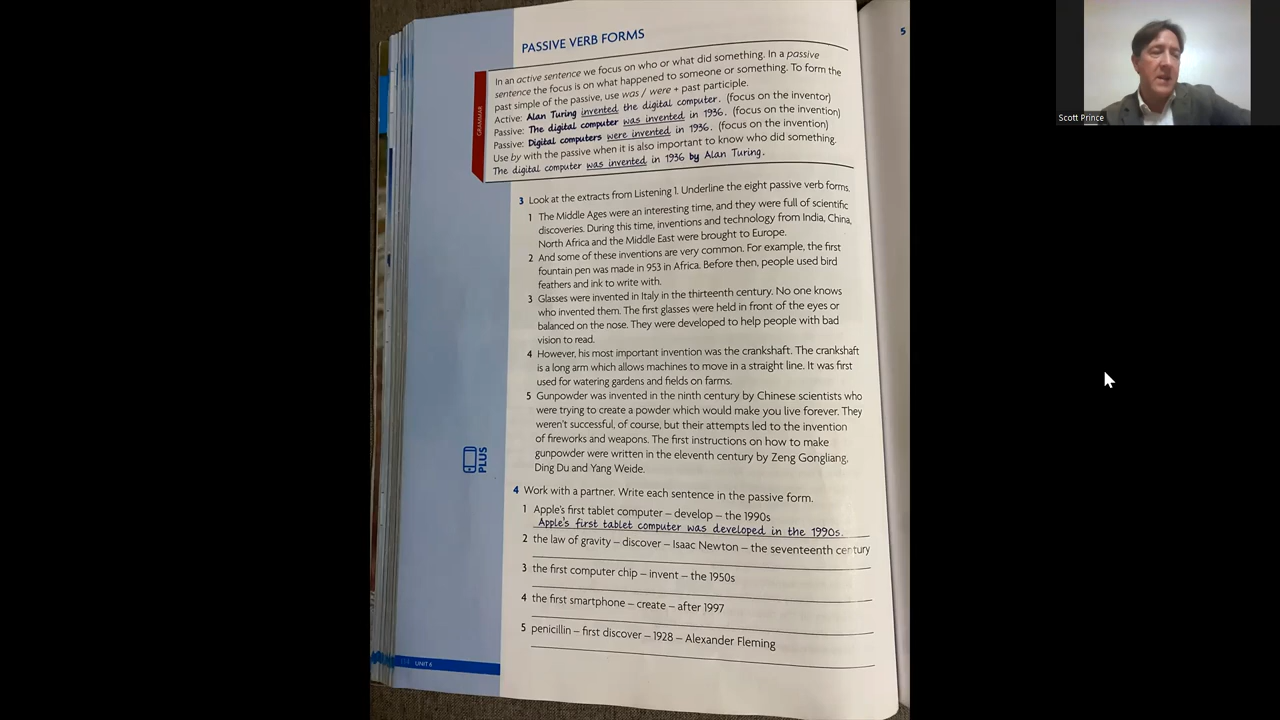 PASSIVE VERB FORMS
In an active sentence we focus on who or what did something. In a passive
sentence the focus is on what happened to someone or something. To form the
past simple of the passive, use was / were + past participle.
Active: Alan Turing invented the digital computer. (focus on the inventor)
Passive: The digital computer was invented in 1936. (focus on the invention)
Passive: Digital computers were invented in 1936. (focus on the invention)
Use by with the passive when it is also important to know who did something.
The digital computer was invented in 1936 by Alan Turing.
GRAMMAR
3 Look at the extracts from Listening 1. Underline the eight passive verb forms.
1 The Middle Ages were an interesting time, and they were full of scientific
discoveries. During this time, inventions and technology from India, China,
North Africa and the Middle East were brought to Europe.
2 And some of these inventions are very common. For example, the first
fountain pen was made in 953 in Africa. Before then, people used bird
feathers and ink to write with.
3 Glasses were invented in Italy in the thirteenth century. No one knows
who invented them. The first glasses were held in front of the eyes or
balanced on the nose. They were developed to help people with bad
vision to read.
4 However, his most important invention was the crankshaft. The crankshaft
is a long arm which allows machines to move in a straight line. It was first
used for watering gardens and fields on farms.
5 Gunpowder was invented in the ninth century by Chinese scientists who
were trying to create a powder which would make you live forever. They
weren't successful, of course, but their attempts led to the invention
of fireworks and weapons. The first instructions on how to make
gunpowder were written in the eleventh century by Zeng Gongliang,
Ding Du and Yang Weide.
PLUS
4 Work with a partner. Write each sentence in the passive form.
1 Apple's first tablet computer – develop – the 1990s
Apple's first tablet computer was developed in the 1990s.
2 the law of gravity – discover – Isaac Newton – the seventeenth century
3 the first computer chip – invent – the 1950s
4 the first smartphone – create – after 1997
5 penicillin – first discover – 1928 – Alexander Fleming
UNIT 6
5
Scott Prince